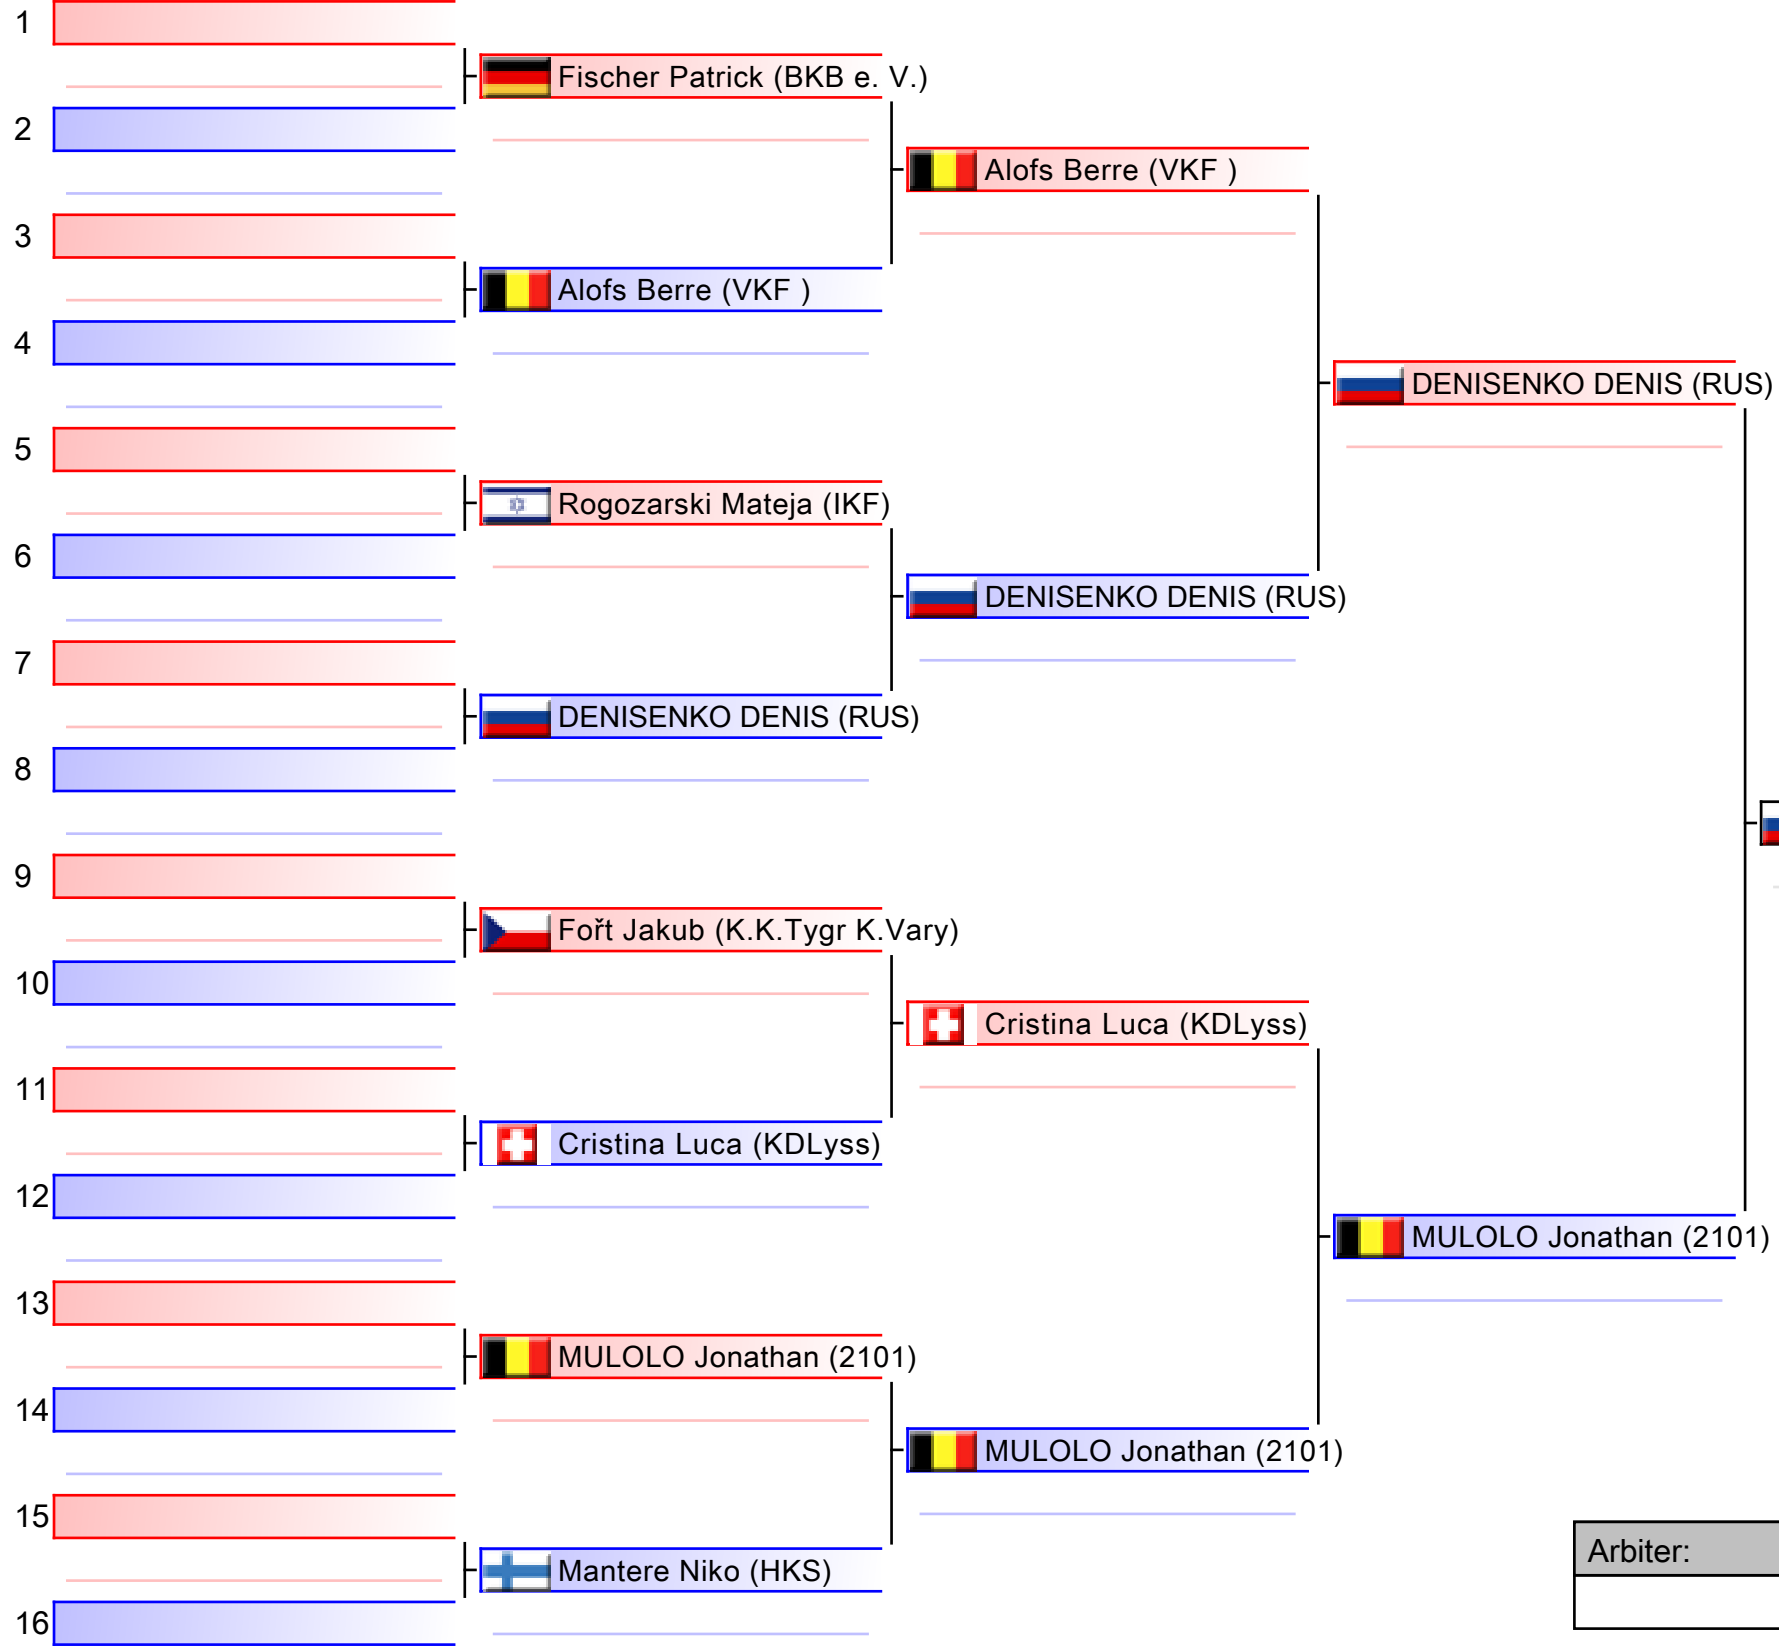 1
Fischer Patrick (BKB e. V.)
2
Alofs Berre (VKF )
3
Alofs Berre (VKF )
4
DENISENKO DENIS (RUS)
5
Rogozarski Mateja (IKF)
6
DENISENKO DENIS (RUS)
7
DENISENKO DENIS (RUS)
8
9
Fořt Jakub (K.K.Tygr K.Vary)
10
Cristina Luca (KDLyss)
11
Cristina Luca (KDLyss)
12
MULOLO Jonathan (2101)
13
MULOLO Jonathan (2101)
14
MULOLO Jonathan (2101)
15
Arbiter:
Mantere Niko (HKS)
16